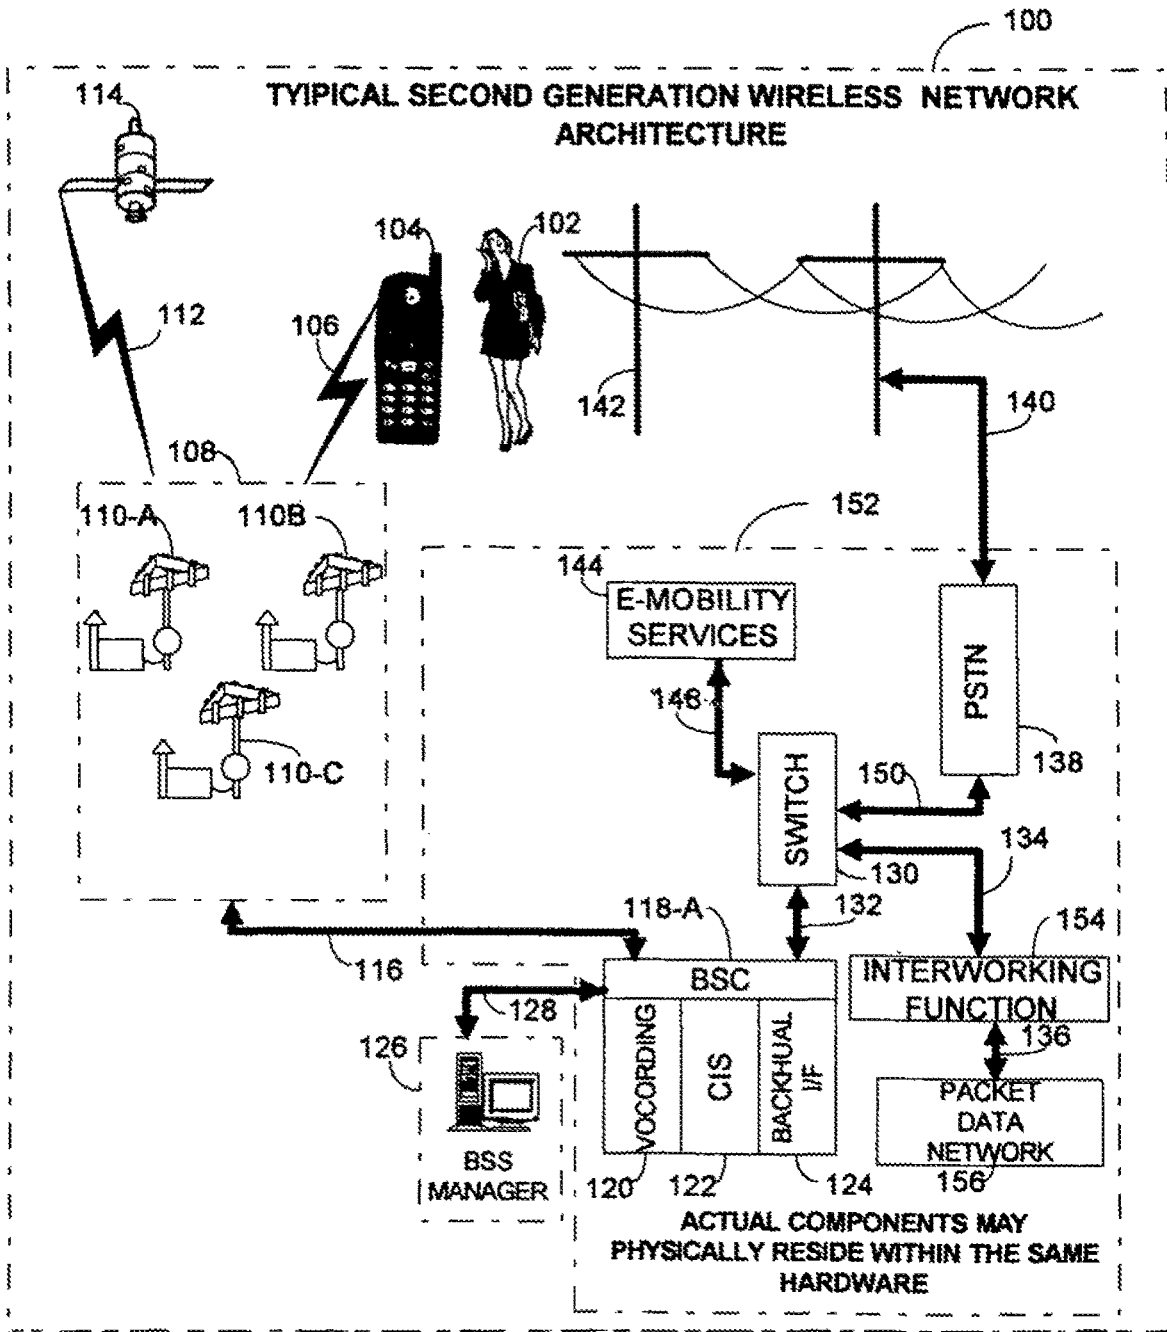 100
TYIPICAL SECOND GENERATION WIRELESS NETWORK
ARCHITECTURE
114
104
102
112
106
142
140
108
110-A
110B
110-C
152
144
E-MOBILITY
SERVICES
146
PSTN
138
SWITCH
150
130
134
132
118-A
154
116
BSC
INTERWORKING
FUNCTION
128
126
VOCORDING
CIS
BACKHUAL
I/F
136
PACKET
DATA
NETWORK
156
BSS
MANAGER
120
122
124
ACTUAL COMPONENTS MAY
PHYSICALLY RESIDE WITHIN THE SAME
HARDWARE